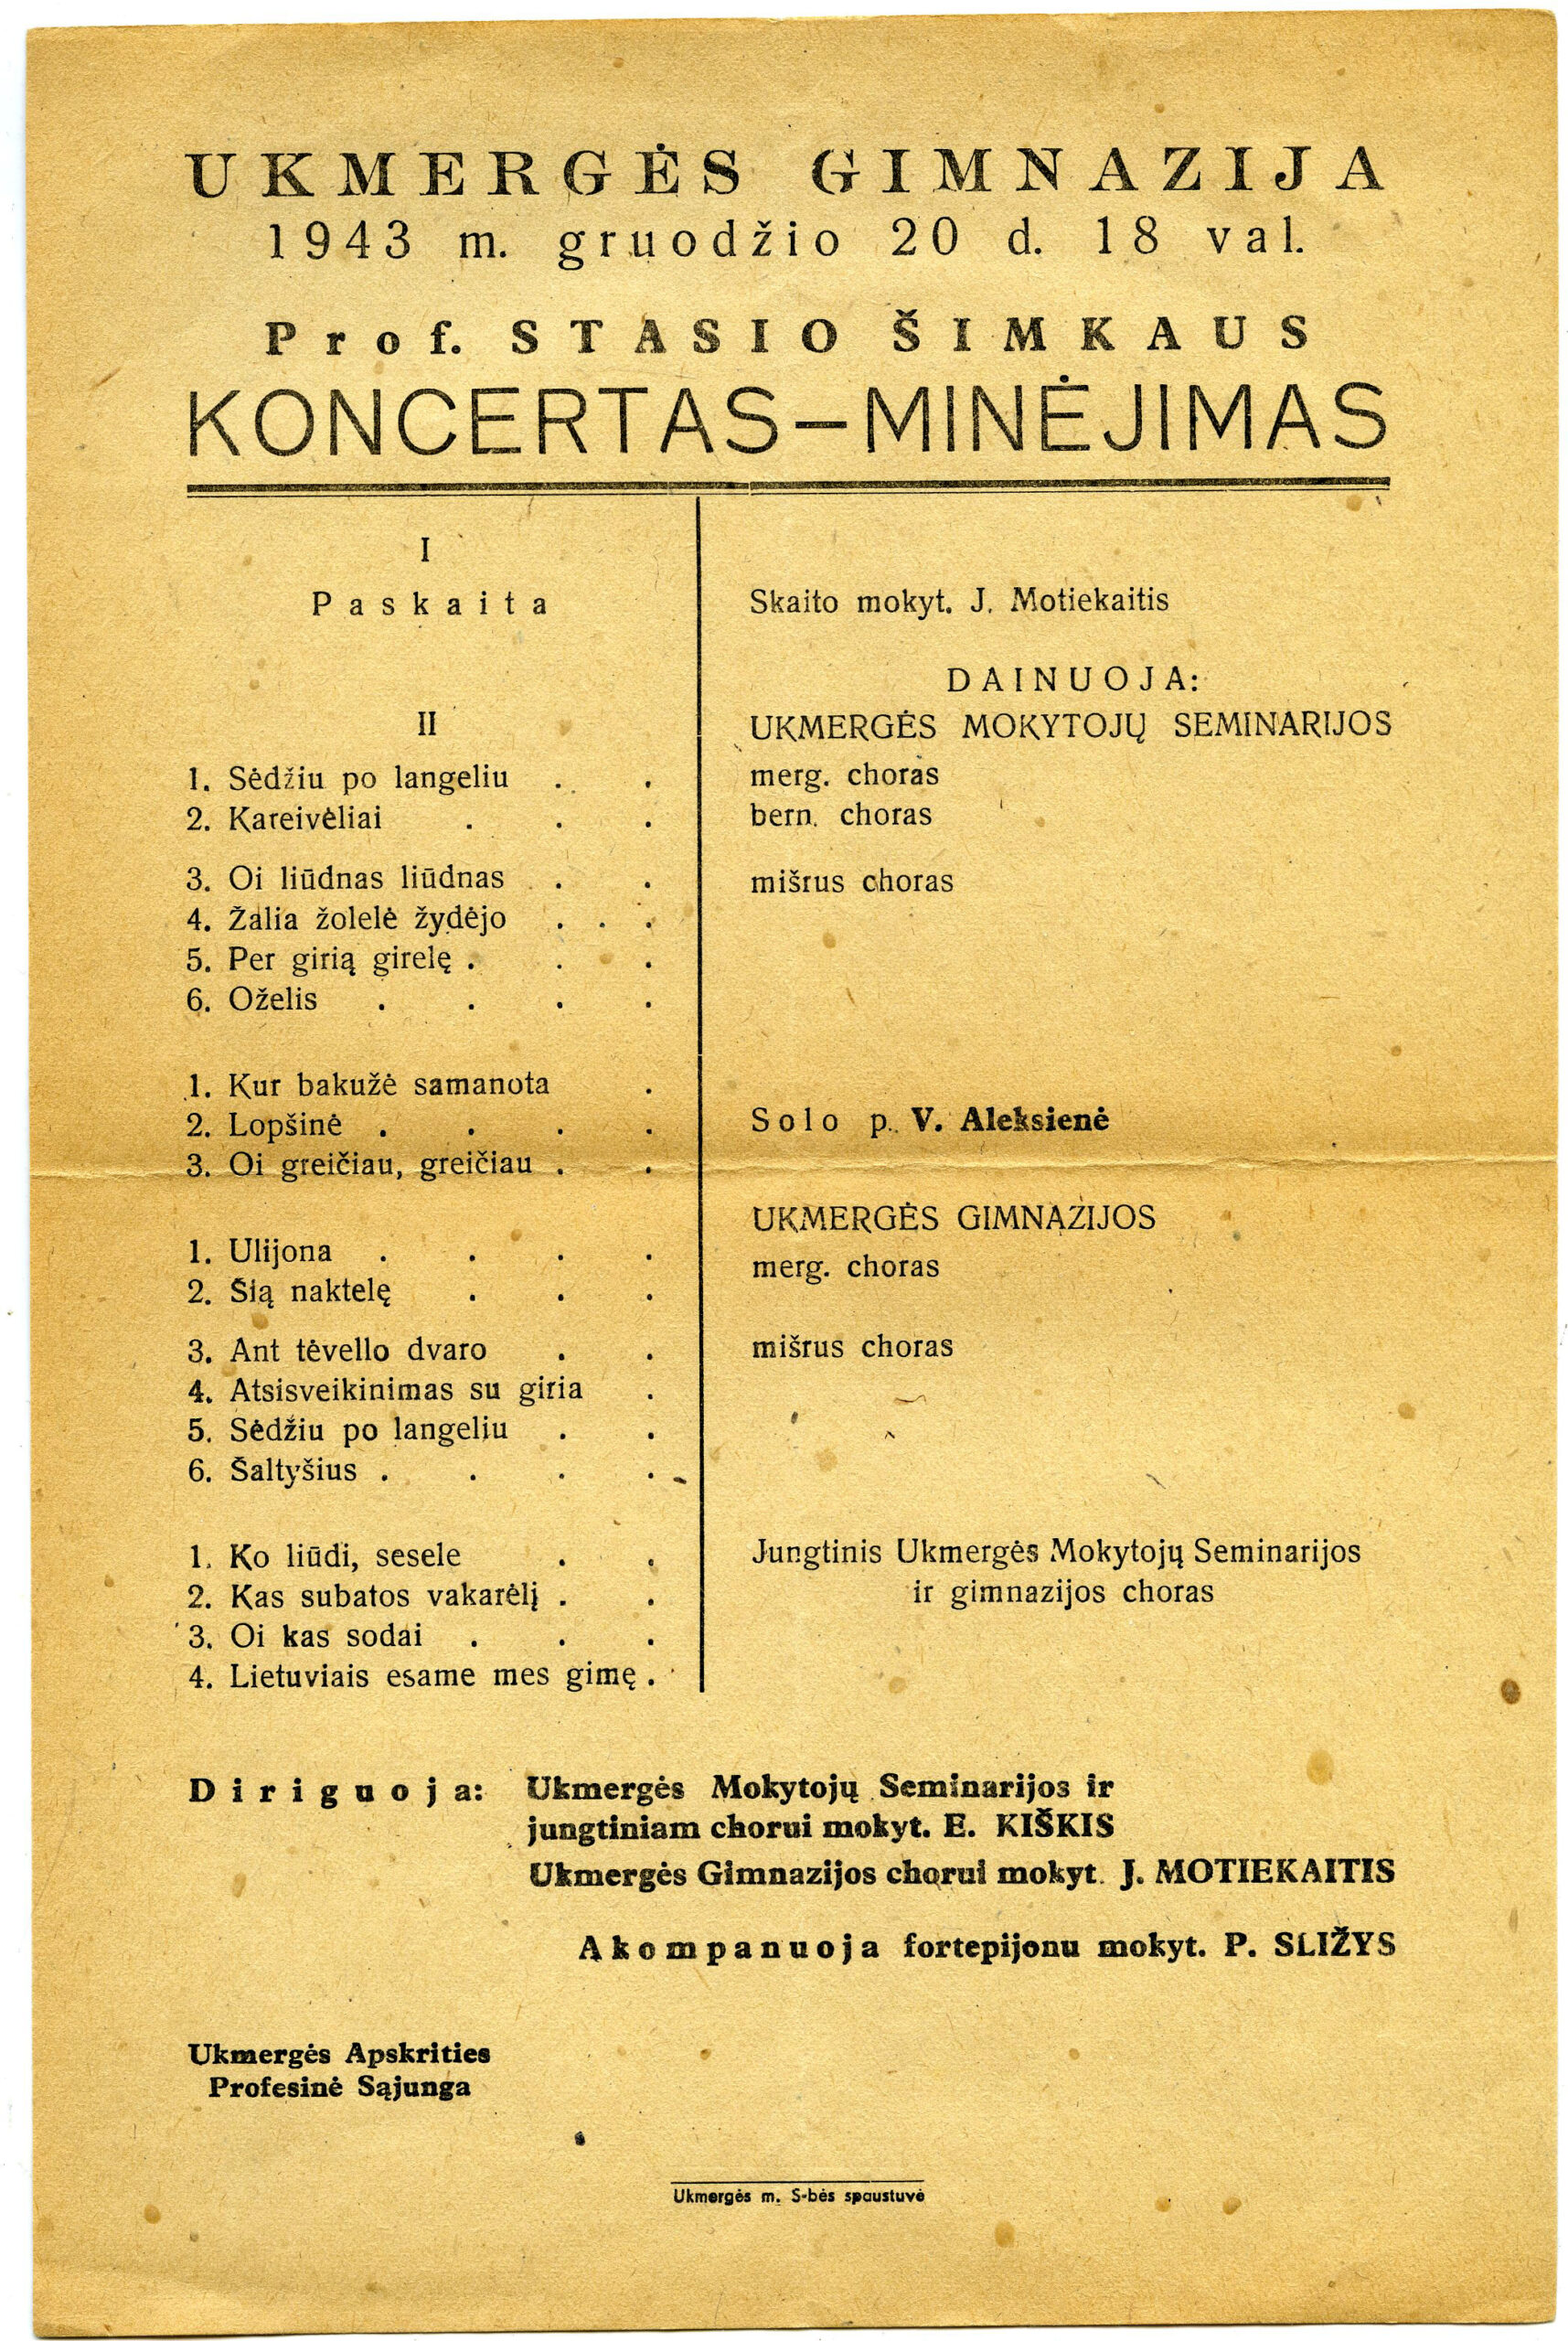 UKMERGĖS GIMNAZIJA
1943 m. gruodžio 20 d. 18 val.
Prof. STASIO ŠIMKAUS
KONCERTAS–MINĖJIMAS
I
Paskaita
Skaito mokyt. J. Motiekaitis
DAINUOJA:
II
UKMERGĖS MOKYTOJŲ SEMINARIJOS
1. Sėdžiu po langeliu . .
merg. choras
2. Kareivėliai . . .
bern. choras
3. Oi liūdnas liūdnas . .
mišrus choras
4. Žalia žolelė žydėjo . . .
5. Per girią girelę . . .
6. Oželis . . . .
1. Kur bakužė samanota .
2. Lopšinė . . . .
Solo p. V. Aleksienė
3. Oi greičiau, greičiau . .
UKMERGĖS GIMNAZIJOS
1. Ulijona . . . .
merg. choras
2. Šią naktelę . . .
3. Ant tėvello dvaro . .
mišrus choras
4. Atsisveikinimas su giria .
5. Sėdžiu po langeliu . .
6. Šaltyšius . . . .
1. Ko liūdi, sesele . .
Jungtinis Ukmergės Mokytojų Seminarijos
2. Kas subatos vakarėlį . .
ir gimnazijos choras
3. Oi kas sodai . . .
4. Lietuviais esame mes gimę .
Diriguoja: Ukmergės Mokytojų Seminarijos ir
jungtiniam chorui mokyt. E. KIŠKIS
Ukmergės Gimnazijos chorui mokyt. J. MOTIEKAITIS
Akompanuoja fortepijonu mokyt. P. SLIŽYS
Ukmergės Apskrities
Profesinė Sąjunga
Ukmergės m. S-bės spaustuvė